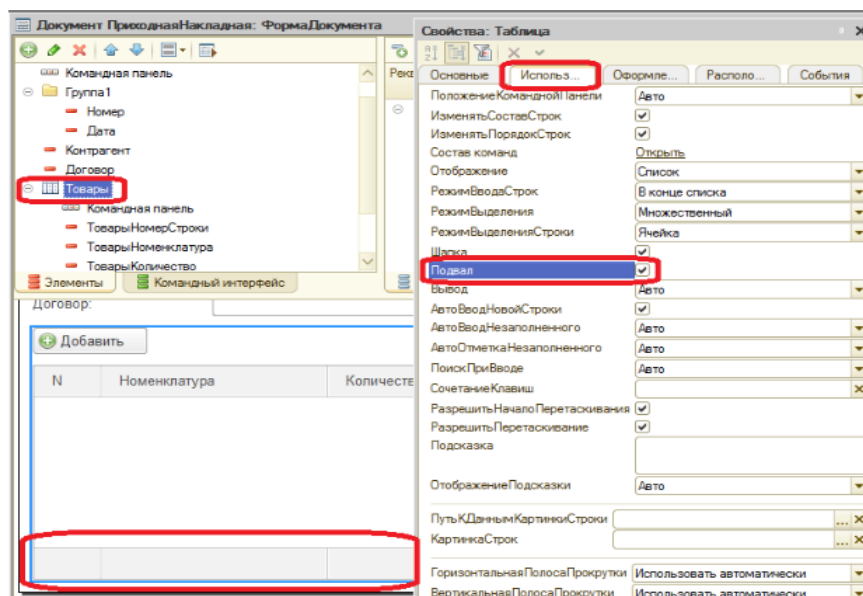 Документ ПриходнаяНакладная: ФормаДокумента
Командная панель
Группа1
Номер
Дата
Контрагент
Договор
Товары
Командная панель
ТоварыНомерСтроки
ТоварыНоменклатура
ТоварыКоличество
Элементы Командный интерфейс
Договор:
Добавить
N Номенклатура
Свойства: Таблица
Основные Использ... Оформле... Располо... События
ПоложениеКоманднойПанели Авто
ИзменятьСоставСтрок
ИзменятьПорядокСтрок
Состав команд Открыть
Отображение Список
РежимВводаСтрок В конце списка
РежимВыделения Множественный
РежимВыделенияСтроки Ячейка
Шапка
Подвал
Вывод Авто
АвтоВводНовойСтроки
АвтоВводНезаполненного Авто
АвтоОтметкаНезаполненного Авто
ПоискПриВводе Авто
СочетаниеКлавиш
РазрешитьНачалоПеретаскивания
РазрешитьПеретаскивание
Подсказка
ОтображениеПодсказки Авто
ПутьКДаннымКартинкиСтроки
КартинкаСтрок
ГоризонтальнаяПолосаПрокрутки Использовать автоматически
ВертикальнаяПолосаПрокрутки Использовать автоматически